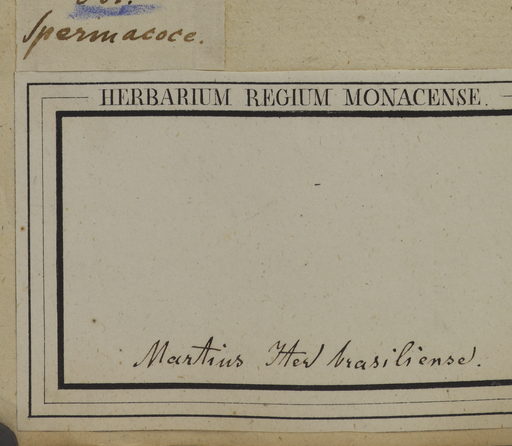 Spermacoce.
HERBARIUM REGIUM MONACENSE.
Martius Iter brasiliense.